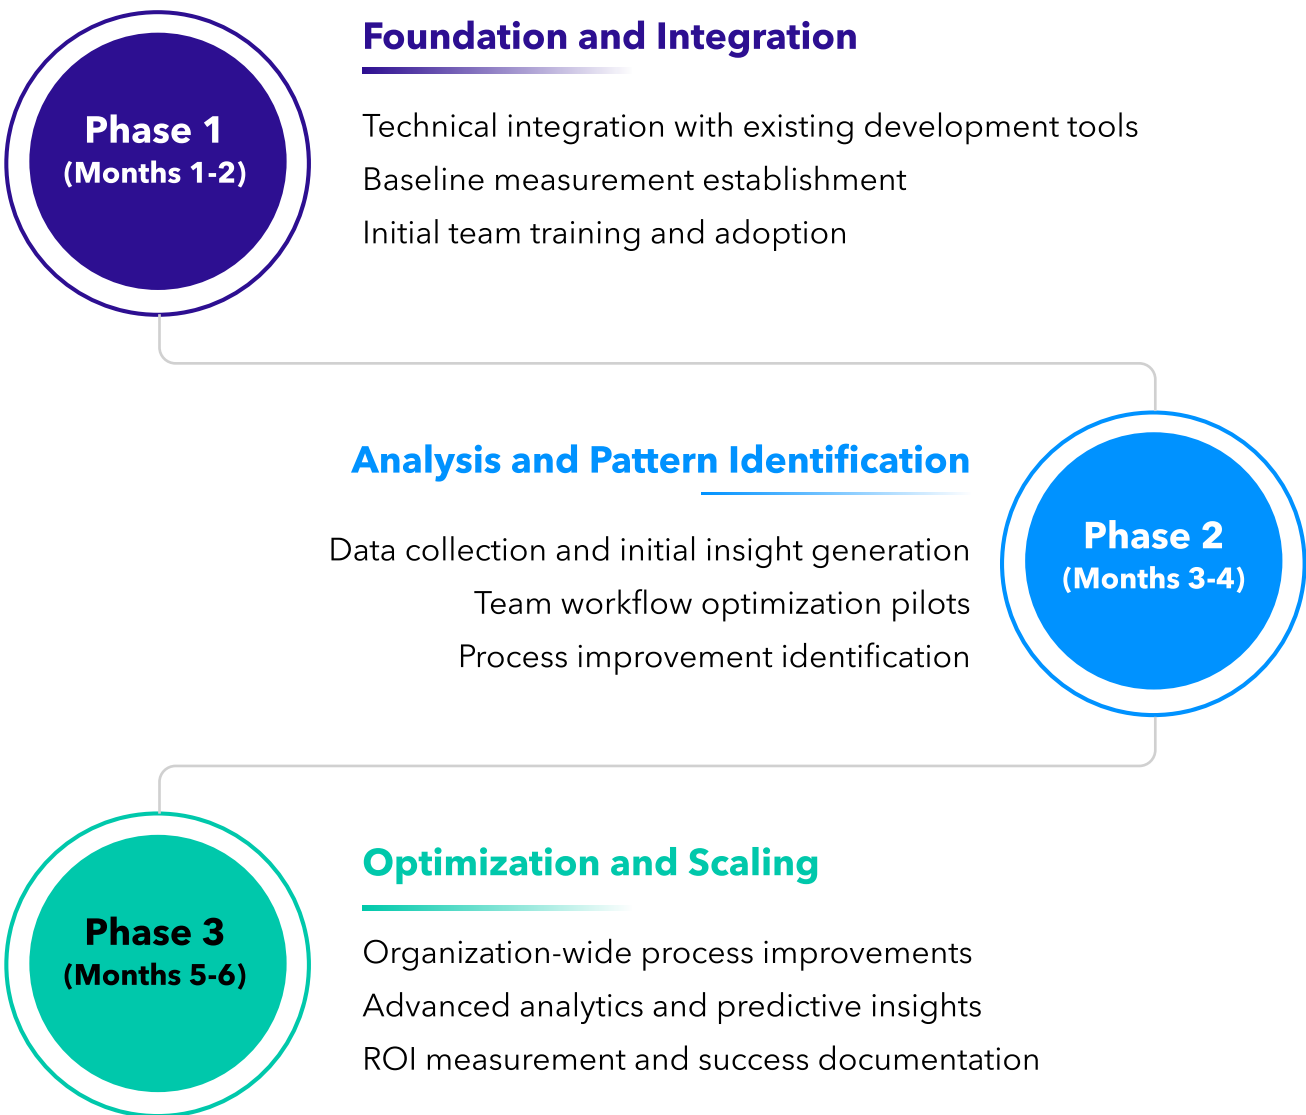 Phase 1
(Months 1-2)
Foundation and Integration
Technical integration with existing development tools
Baseline measurement establishment
Initial team training and adoption
Analysis and Pattern Identification
Data collection and initial insight generation
Team workflow optimization pilots
Process improvement identification
Phase 2
(Months 3-4)
Phase 3
(Months 5-6)
Optimization and Scaling
Organization-wide process improvements
Advanced analytics and predictive insights
ROI measurement and success documentation